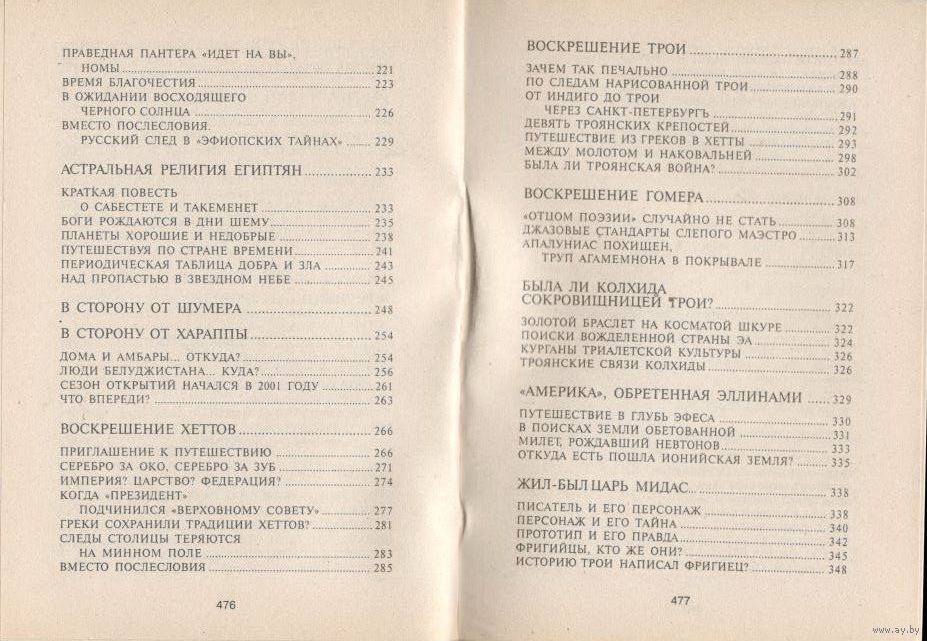 ПРАВЕДНАЯ ПАНТЕРА «ИДЕТ НА ВЫ»,
НОМЫ ........ 221
ВРЕМЯ БЛАГОЧЕСТИЯ ........ 223
В ОЖИДАНИИ ВОСХОДЯЩЕГО
ЧЕРНОГО СОЛНЦА ........ 226
ВМЕСТО ПОСЛЕСЛОВИЯ.
РУССКИЙ СЛЕД В «ЭФИОПСКИХ ТАЙНАХ» ...... 229
АСТРАЛЬНАЯ РЕЛИГИЯ ЕГИПТЯН ........ 233
КРАТКАЯ ПОВЕСТЬ
О САБЕСТЕТЕ И ТАКЕМЕНЕТ ........ 233
БОГИ РОЖДАЮТСЯ В ДНИ ШЕМУ ........ 235
ПЛАНЕТЫ ХОРОШИЕ И НЕДОБРЫЕ ........ 238
ПУТЕШЕСТВУЯ ПО СТРАНЕ ВРЕМЕНИ ........ 241
ПЕРИОДИЧЕСКАЯ ТАБЛИЦА ДОБРА И ЗЛА ........ 243
НАД ПРОПАСТЬЮ В ЗВЕЗДНОМ НЕБЕ ........ 245
В СТОРОНУ ОТ ШУМЕРА ........ 248
В СТОРОНУ ОТ ХАРАППЫ ........ 254
ДОМА И АМБАРЫ... ОТКУДА? ........ 254
ЛЮДИ БЕЛУДЖИСТАНА... КУДА? ........ 256
СЕЗОН ОТКРЫТИЙ НАЧАЛСЯ В 2001 ГОДУ ........ 261
ЧТО ВПЕРЕДИ? ........ 263
ВОСКРЕШЕНИЕ ХЕТТОВ ........ 266
ПРИГЛАШЕНИЕ К ПУТЕШЕСТВИЮ ........ 266
СЕРЕБРО ЗА ОКО, СЕРЕБРО ЗА ЗУБ ........ 271
ИМПЕРИЯ? ЦАРСТВО? ФЕДЕРАЦИЯ? ........ 274
КОГДА «ПРЕЗИДЕНТ»
ПОДЧИНИЛСЯ «ВЕРХОВНОМУ СОВЕТУ» ........ 277
ГРЕКИ СОХРАНИЛИ ТРАДИЦИИ ХЕТТОВ? ........ 281
СЛЕДЫ СТОЛИЦЫ ТЕРЯЮТСЯ
НА МИННОМ ПОЛЕ ........ 283
ВМЕСТО ПОСЛЕСЛОВИЯ ........ 285
476
ВОСКРЕШЕНИЕ ТРОИ ........ 287
ЗАЧЕМ ТАК ПЕЧАЛЬНО ........ 288
ПО СЛЕДАМ НАРИСОВАННОЙ ТРОИ ........ 290
ОТ ИНДИГО ДО ТРОИ
ЧЕРЕЗ САНКТ-ПЕТЕРБУРГЪ ........ 291
ДЕВЯТЬ ТРОЯНСКИХ КРЕПОСТЕЙ ........ 292
ПУТЕШЕСТВИЕ ИЗ ГРЕКОВ В ХЕТТЫ ........ 293
МЕЖДУ МОЛОТОМ И НАКОВАЛЬНЕЙ ........ 298
БЫЛА ЛИ ТРОЯНСКАЯ ВОЙНА? ........ 302
ВОСКРЕШЕНИЕ ГОМЕРА ........ 308
«ОТЦОМ ПОЭЗИИ» СЛУЧАЙНО НЕ СТАТЬ ........ 308
ДЖАЗОВЫЕ СТАНДАРТЫ СЛЕПОГО МАЭСТРО ........ 313
АПАЛУНИАС ПОХИЩЕН,
ТРУП АГАМЕМНОНА В ПОКРЫВАЛЕ ........ 317
БЫЛА ЛИ КОЛХИДА
СОКРОВИЩНИЦЕЙ ТРОИ? ........ 322
ЗОЛОТОЙ БРАСЛЕТ НА КОСМАТОЙ ШКУРЕ ........ 322
ПОИСКИ ВОЖДЕЛЕННОЙ СТРАНЫ ЭА ........ 324
КУРГАНЫ ТРИАЛЕТСКОЙ КУЛЬТУРЫ ........ 326
ТРОЯНСКИЕ СВЯЗИ КОЛХИДЫ ........ 326
«АМЕРИКА», ОБРЕТЕННАЯ ЭЛЛИНАМИ ...... 329
ПУТЕШЕСТВИЕ В ГЛУБЬ ЭФЕСА ........ 330
В ПОИСКАХ ЗЕМЛИ ОБЕТОВАННОЙ ........ 331
МИЛЕТ, РОЖДАВШИЙ НЕВТОНОВ ........ 333
ОТКУДА ЕСТЬ ПОШЛА ИОНИЙСКАЯ ЗЕМЛЯ? ........ 335
ЖИЛ-БЫЛ ЦАРЬ МИДАС... ........ 338
ПИСАТЕЛЬ И ЕГО ПЕРСОНАЖ ........ 338
ПЕРСОНАЖ И ЕГО ТАЙНА ........ 340
ПРОТОТИП И ЕГО ПРАВДА ........ 342
ФРИГИЙЦЫ, КТО ЖЕ ОНИ? ........ 345
ИСТОРИЮ ТРОИ НАПИСАЛ ФРИГИЕЦ? ........ 348
477
www.ay.by